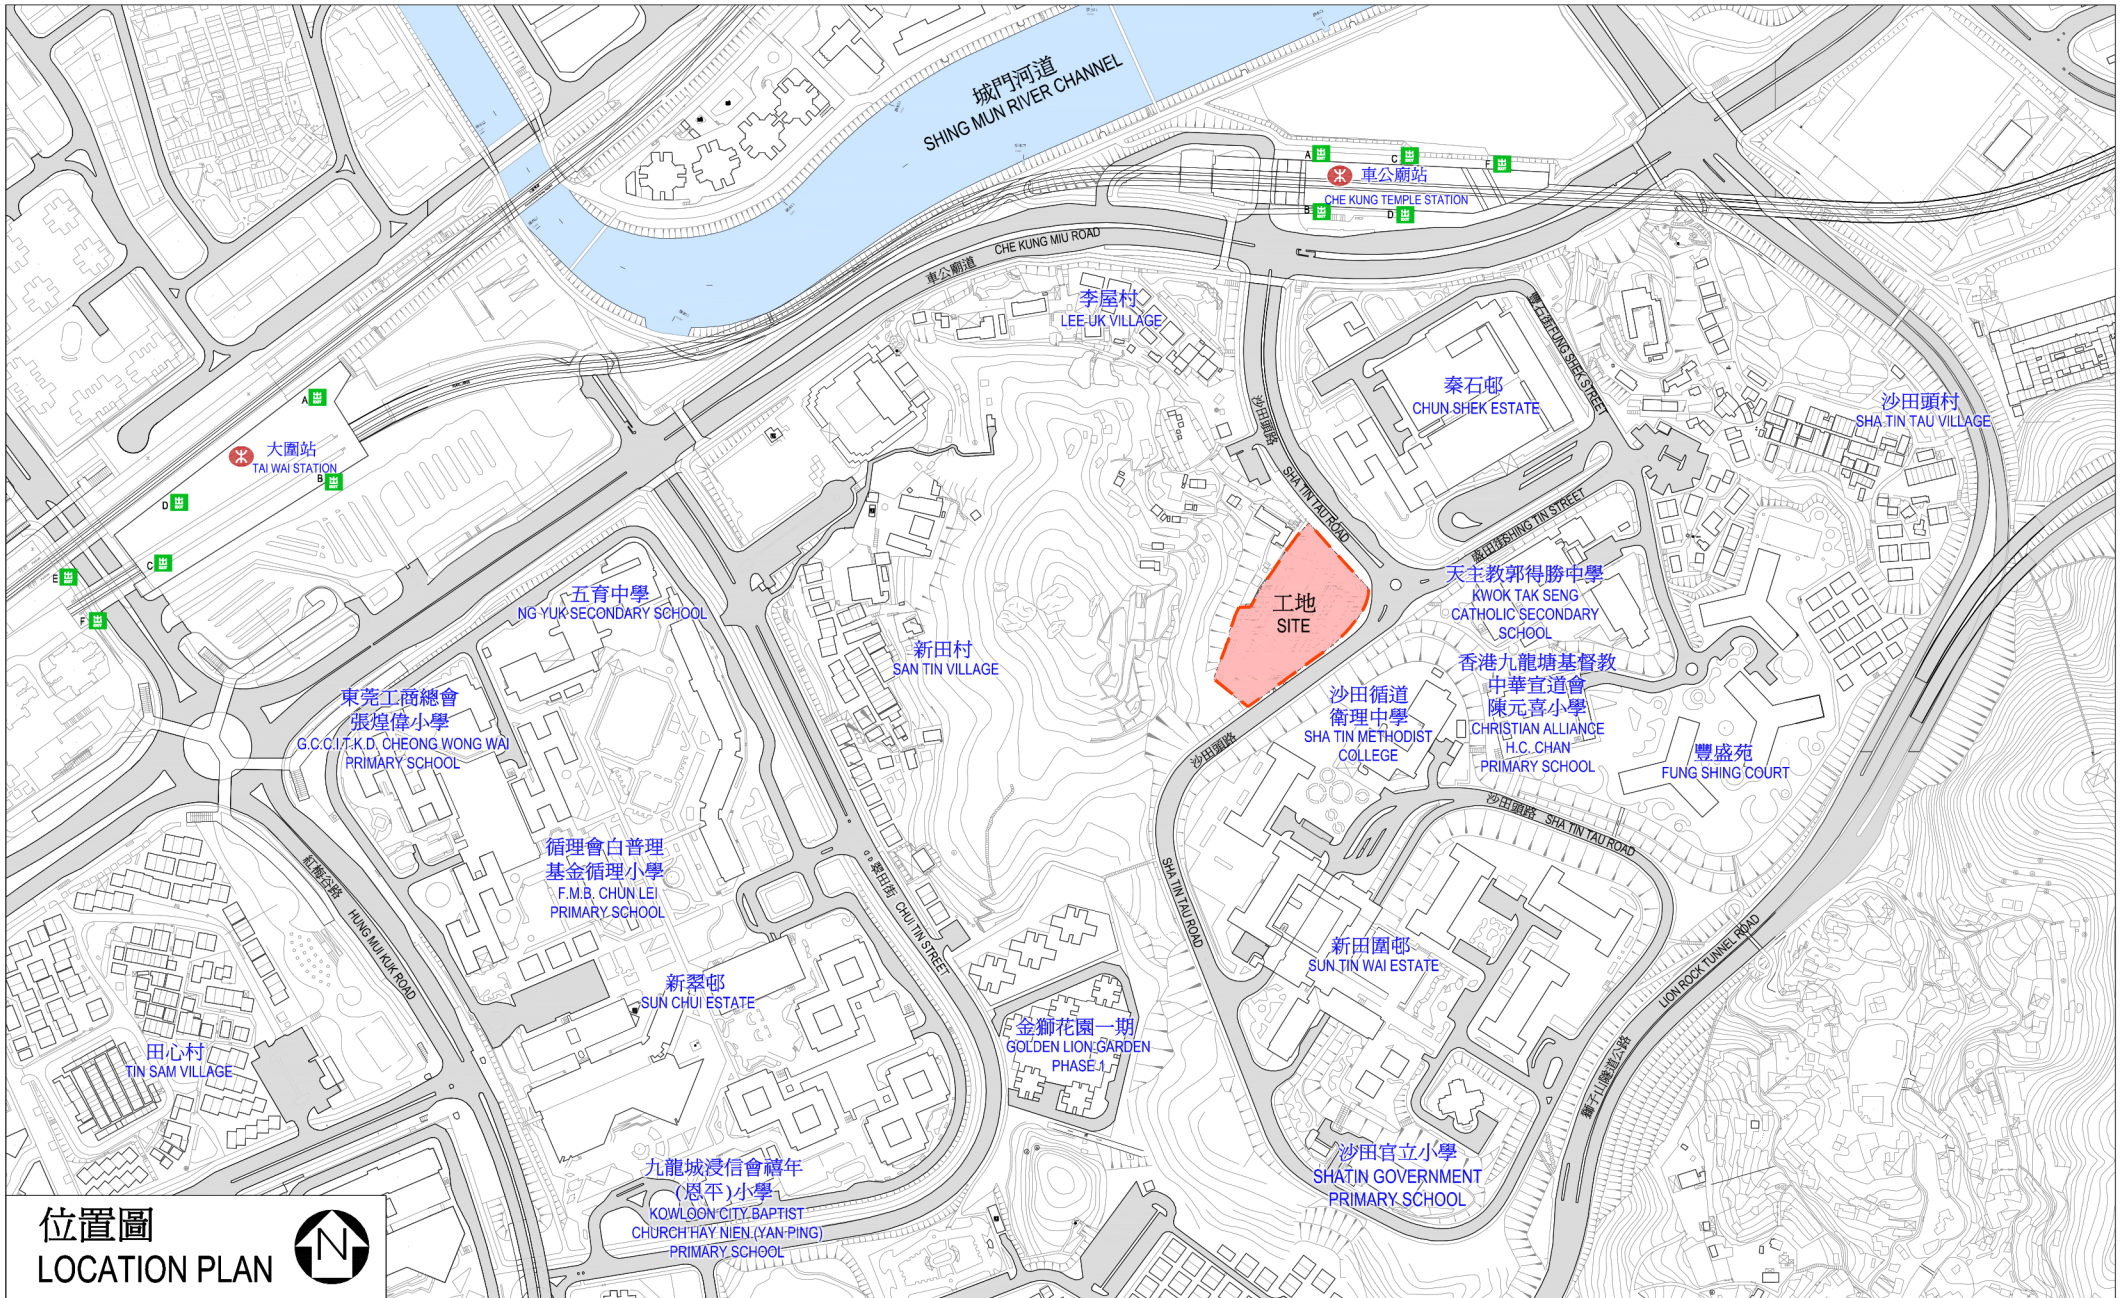 城門河道
SHING MUN RIVER CHANNEL
A
C
F
車公廟站
CHE KUNG TEMPLE STATION
B
D
車公廟道
CHE KUNG MIU ROAD
李屋村
LEE UK VILLAGE
豐石街 FUNG SHEK STREET
秦石邨
CHUN SHEK ESTATE
沙田頭村
SHA TIN TAU VILLAGE
沙田頭路
SHA TIN TAU ROAD
A
大圍站
TAI WAI STATION
B
D
C
E
F
盛田街 SHING TIN STREET
工地
SITE
天主教郭得勝中學
KWOK TAK SENG
CATHOLIC SECONDARY
SCHOOL
五育中學
NG YUK SECONDARY SCHOOL
新田村
SAN TIN VILLAGE
香港九龍塘基督教
中華宣道會
陳元喜小學
CHRISTIAN ALLIANCE
H.C. CHAN
PRIMARY SCHOOL
東莞工商總會
張煌偉小學
G.C.C.I.T.K.D. CHEONG WONG WAI
PRIMARY SCHOOL
沙田循道
衛理中學
SHA TIN METHODIST
COLLEGE
豐盛苑
FUNG SHING COURT
沙田頭路
SHA TIN TAU ROAD
沙田頭路 SHA TIN TAU ROAD
循理會白普理
基金循理小學
F.M.B. CHUN LEI
PRIMARY SCHOOL
紅梅谷路 HUNG MUI KUK ROAD
翠田街 CHUI TIN STREET
新田圍邨
SUN TIN WAI ESTATE
新翠邨
SUN CHUI ESTATE
LION ROCK TUNNEL ROAD
獅子山隧道公路
金獅花園一期
GOLDEN LION GARDEN
PHASE 1
田心村
TIN SAM VILLAGE
沙田官立小學
SHATIN GOVERNMENT
PRIMARY SCHOOL
九龍城浸信會禧年
(恩平)小學
KOWLOON CITY BAPTIST
CHURCH HAY NIEN (YAN PING)
PRIMARY SCHOOL
位置圖
LOCATION PLAN
N